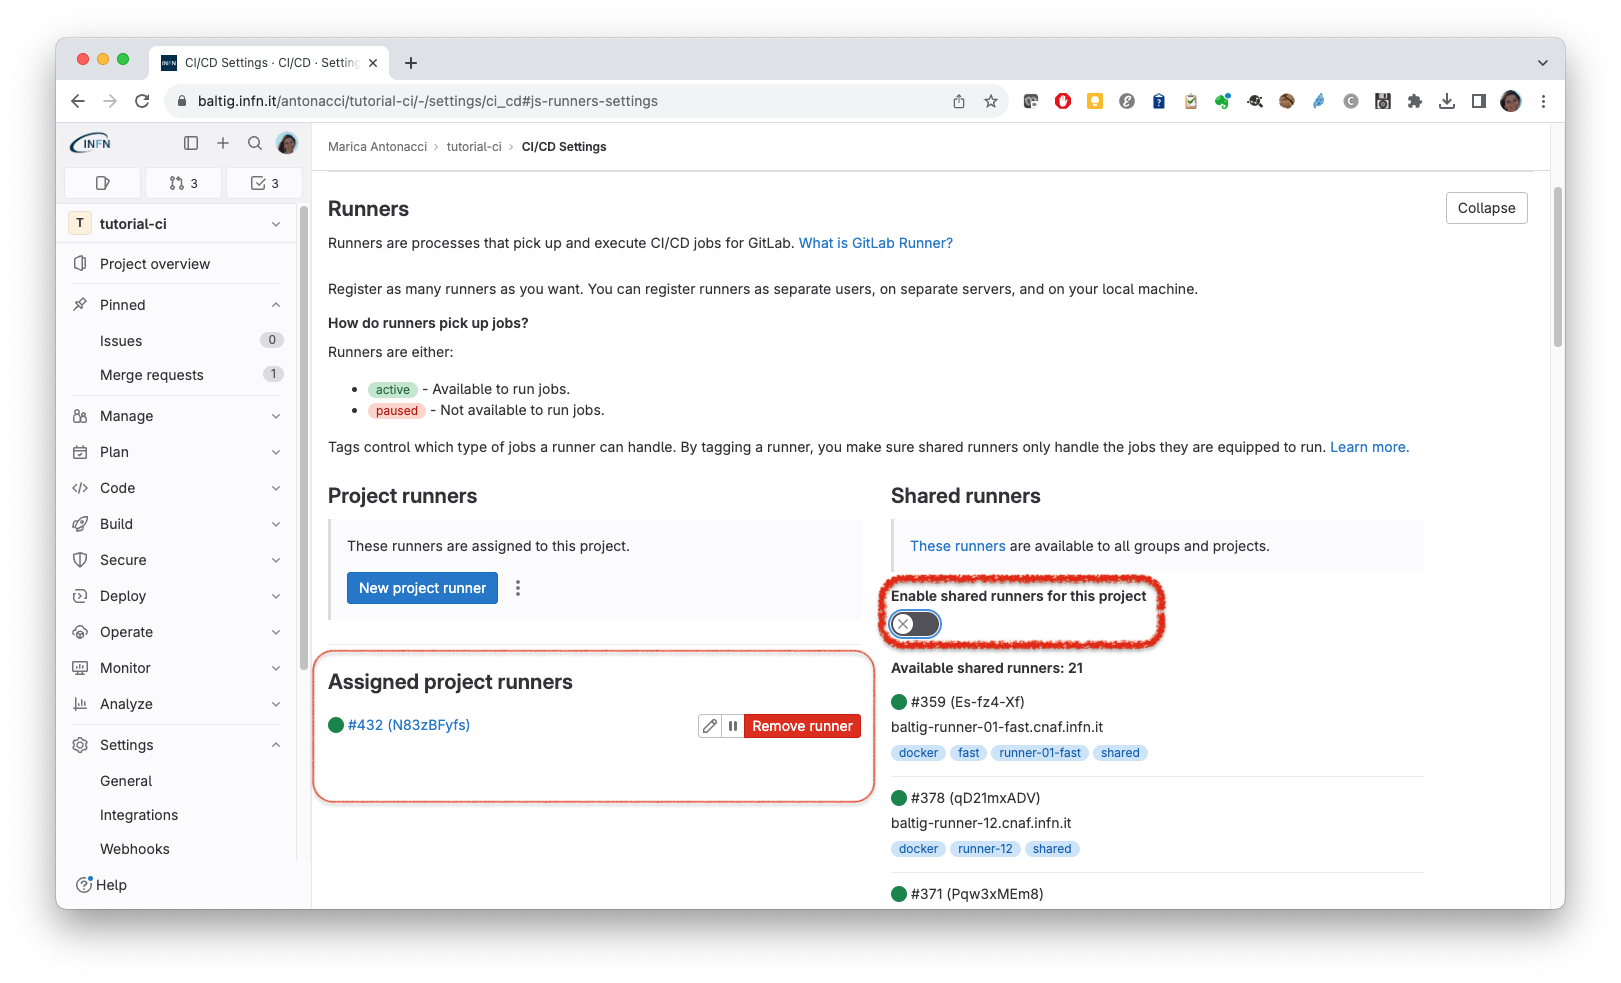 CI/CD Settings · CI/CD · Setting
baltig.infn.it/antonacci/tutorial-ci/-/settings/ci_cd#js-runners-settings
INFN
3
3
T tutorial-ci
Project overview
Pinned
Issues 0
Merge requests 1
Manage
Plan
Code
Build
Secure
Deploy
Operate
Monitor
Analyze
Settings
General
Integrations
Webhooks
Help
Marica Antonacci › tutorial-ci › CI/CD Settings
Runners
Collapse
Runners are processes that pick up and execute CI/CD jobs for GitLab. What is GitLab Runner?
Register as many runners as you want. You can register runners as separate users, on separate servers, and on your local machine.
How do runners pick up jobs?
Runners are either:
• active - Available to run jobs.
• paused - Not available to run jobs.
Tags control which type of jobs a runner can handle. By tagging a runner, you make sure shared runners only handle the jobs they are equipped to run. Learn more.
Project runners
These runners are assigned to this project.
New project runner
Assigned project runners
#432 (N83zBFyfs)
Remove runner
Shared runners
These runners are available to all groups and projects.
Enable shared runners for this project
Available shared runners: 21
#359 (Es-fz4-Xf)
baltig-runner-01-fast.cnaf.infn.it
docker fast runner-01-fast shared
#378 (qD21mxADV)
baltig-runner-12.cnaf.infn.it
docker runner-12 shared
#371 (Pqw3xMEm8)